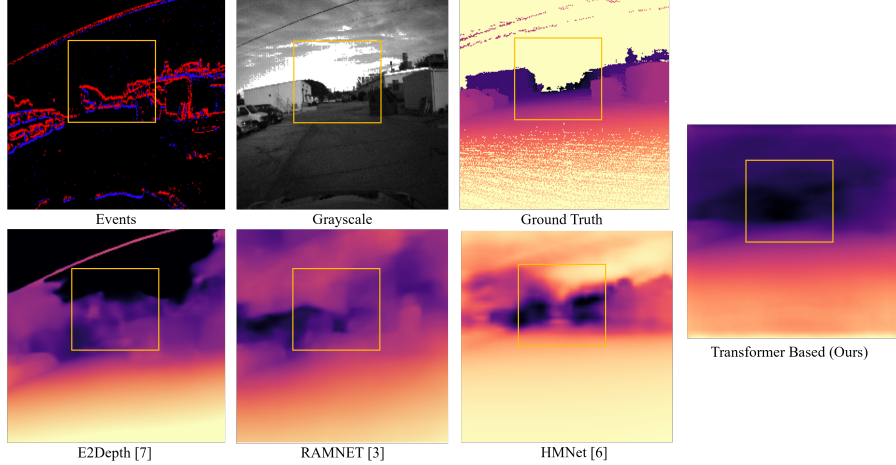 Events
Grayscale
Ground Truth
Transformer Based (Ours)
E2Depth [7]
RAMNET [3]
HMNet [6]